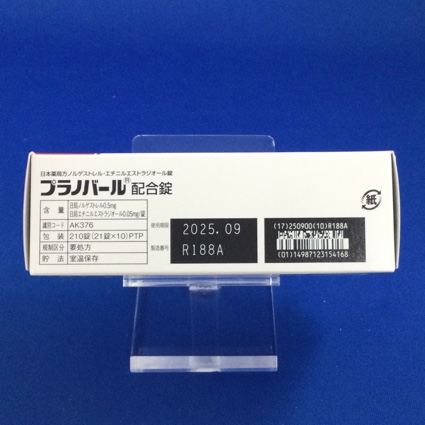 日本薬局方ノルゲストレル・エチニルエストラジオール錠
プラノバール® 配合錠
含量 日局ノルゲストレル0.5mg
日局エチニルエストラジオール0.05mg/錠
識別コード AK376
包装 210錠(21錠×10)PTP
規制区分 要処方
貯法 室温保存
使用期限 2025.09
製造番号 R188A
(17)250900(10)R188A
(01)14987123154168
紙